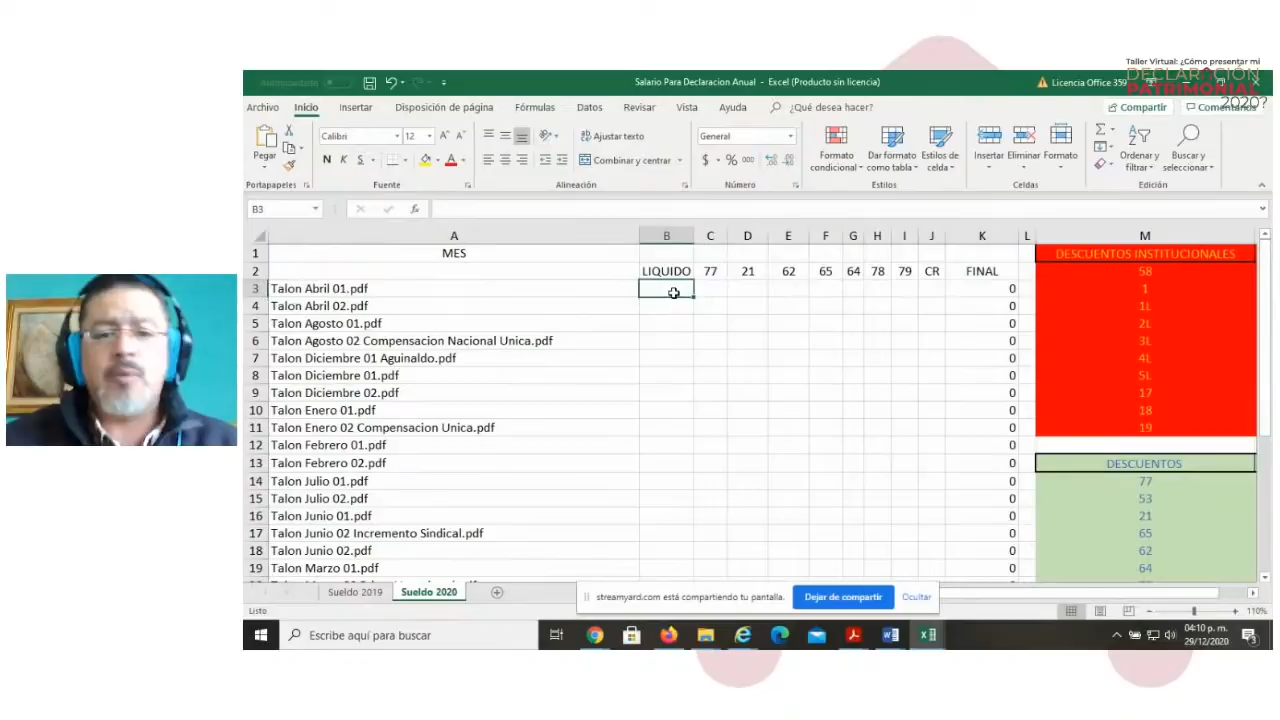 Taller Virtual: ¿Cómo presentar mi
DECLARACIÓN
PATRIMONIAL
2020?
Salario Para Declaracion Anual - Excel (Producto sin licencia)
Licencia Office 359
Archivo Inicio Insertar Disposición de página Fórmulas Datos Revisar Vista Ayuda ¿Qué desea hacer? Compartir Comentarios
Pegar
Calibri 12
N K S
Ajustar texto
Combinar y centrar
General
$ % 000
Formato condicional
Dar formato como tabla
Estilos de celda
Insertar Eliminar Formato
Ordenar y filtrar
Buscar y seleccionar
Portapapeles Fuente Alineación Número Estilos Celdas Edición
B3 fx
A B C D E F G H I J K L M
1 MES DESCUENTOS INSTITUCIONALES
2 LIQUIDO 77 21 62 65 64 78 79 CR FINAL 58
3 Talon Abril 01.pdf 0 1
4 Talon Abril 02.pdf 0 1L
5 Talon Agosto 01.pdf 0 2L
6 Talon Agosto 02 Compensacion Nacional Unica.pdf 0 3L
7 Talon Diciembre 01 Aguinaldo.pdf 0 4L
8 Talon Diciembre 01.pdf 0 5L
9 Talon Diciembre 02.pdf 0 17
10 Talon Enero 01.pdf 0 18
11 Talon Enero 02 Compensacion Unica.pdf 0 19
12 Talon Febrero 01.pdf 0
13 Talon Febrero 02.pdf 0 DESCUENTOS
14 Talon Julio 01.pdf 0 77
15 Talon Julio 02.pdf 0 53
16 Talon Junio 01.pdf 0 21
17 Talon Junio 02 Incremento Sindical.pdf 0 65
18 Talon Junio 02.pdf 0 62
19 Talon Marzo 01.pdf 0 64
Sueldo 2019 Sueldo 2020
streamyard.com está compartiendo tu pantalla. Dejar de compartir Ocultar
Listo 110%
Escribe aquí para buscar
04:10 p. m.
29/12/2020
3